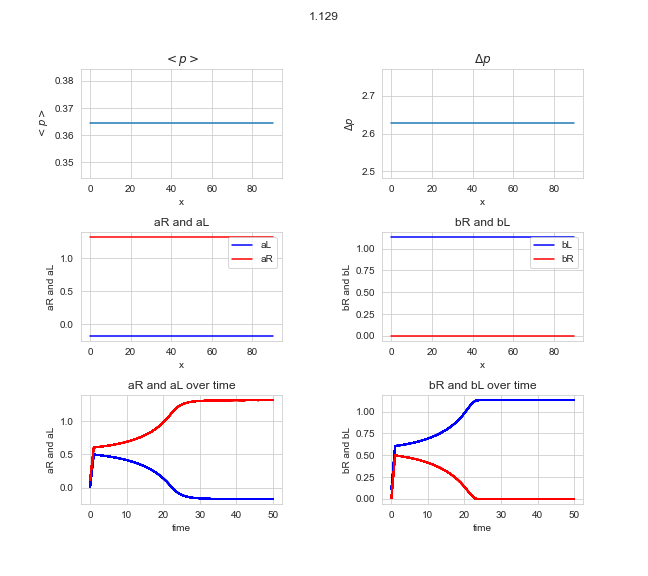 1.129
< p >
Δp
0.38
0.37
0.36
0.35
< p >
0 20 40 60 80
x
2.7
2.6
2.5
Δp
0 20 40 60 80
x
aR and aL
bR and bL
1.0
0.5
0.0
aR and aL
aL
aR
0 20 40 60 80
x
1.00
0.75
0.50
0.25
0.00
bR and bL
bL
bR
0 20 40 60 80
x
aR and aL over time
bR and bL over time
1.0
0.5
0.0
aR and aL
0 10 20 30 40 50
time
1.00
0.75
0.50
0.25
0.00
bR and bL
0 10 20 30 40 50
time